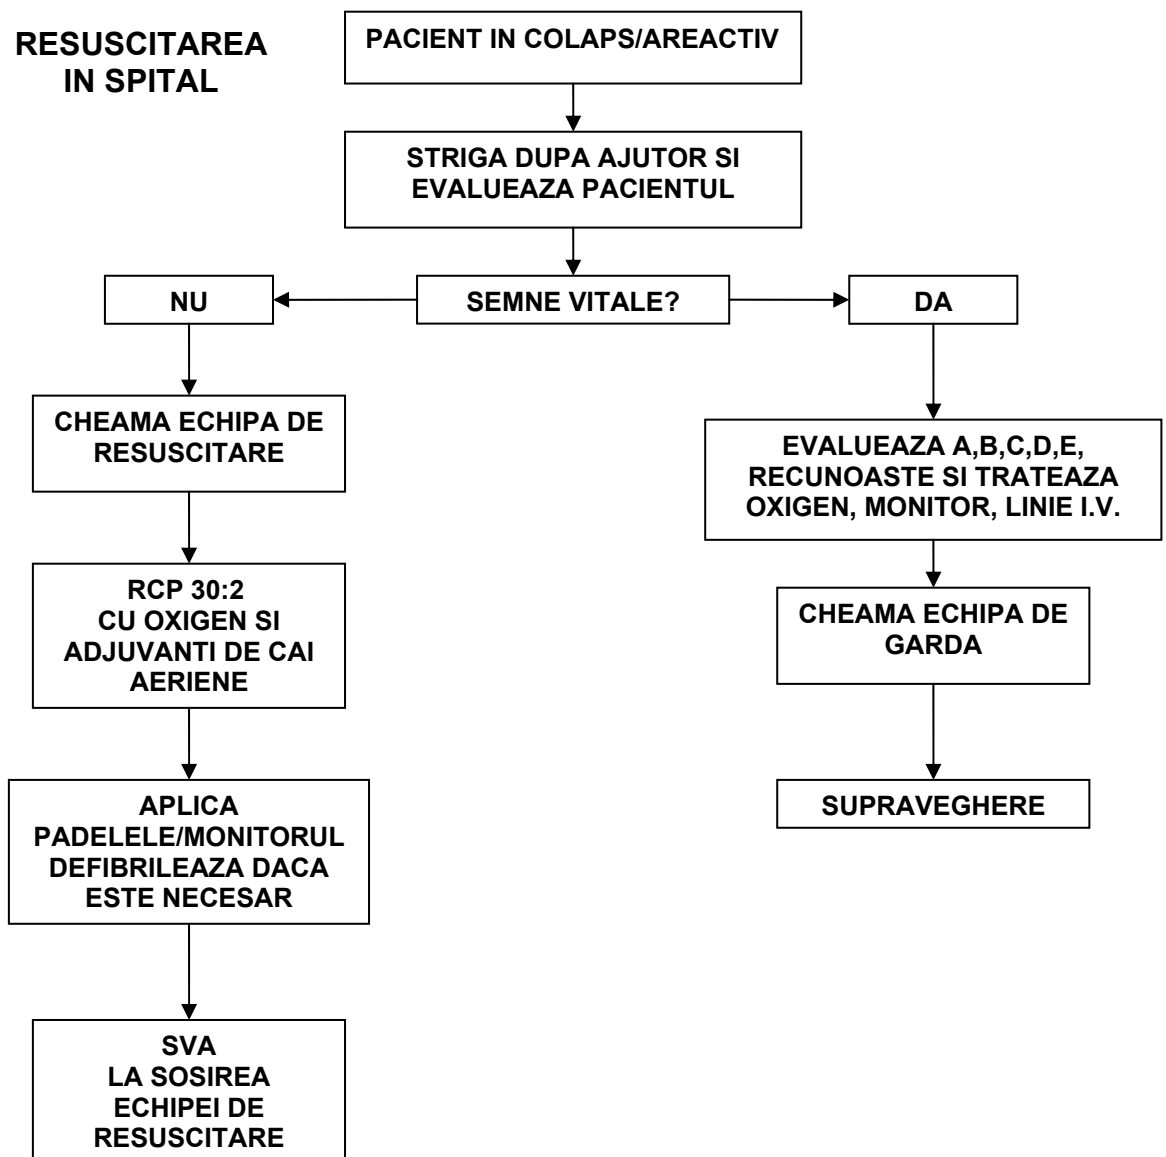 RESUSCITAREA
IN SPITAL
PACIENT IN COLAPS/AREACTIV
STRIGA DUPA AJUTOR SI
EVALUEAZA PACIENTUL
NU
SEMNE VITALE?
DA
CHEAMA ECHIPA DE
RESUSCITARE
RCP 30:2
CU OXIGEN SI
ADJUVANTI DE CAI
AERIENE
APLICA
PADELELE/MONITORUL
DEFIBRILEAZA DACA
ESTE NECESAR
SVA
LA SOSIREA
ECHIPEI DE
RESUSCITARE
EVALUEAZA A,B,C,D,E,
RECUNOASTE SI TRATEAZA
OXIGEN, MONITOR, LINIE I.V.
CHEAMA ECHIPA DE
GARDA
SUPRAVEGHERE